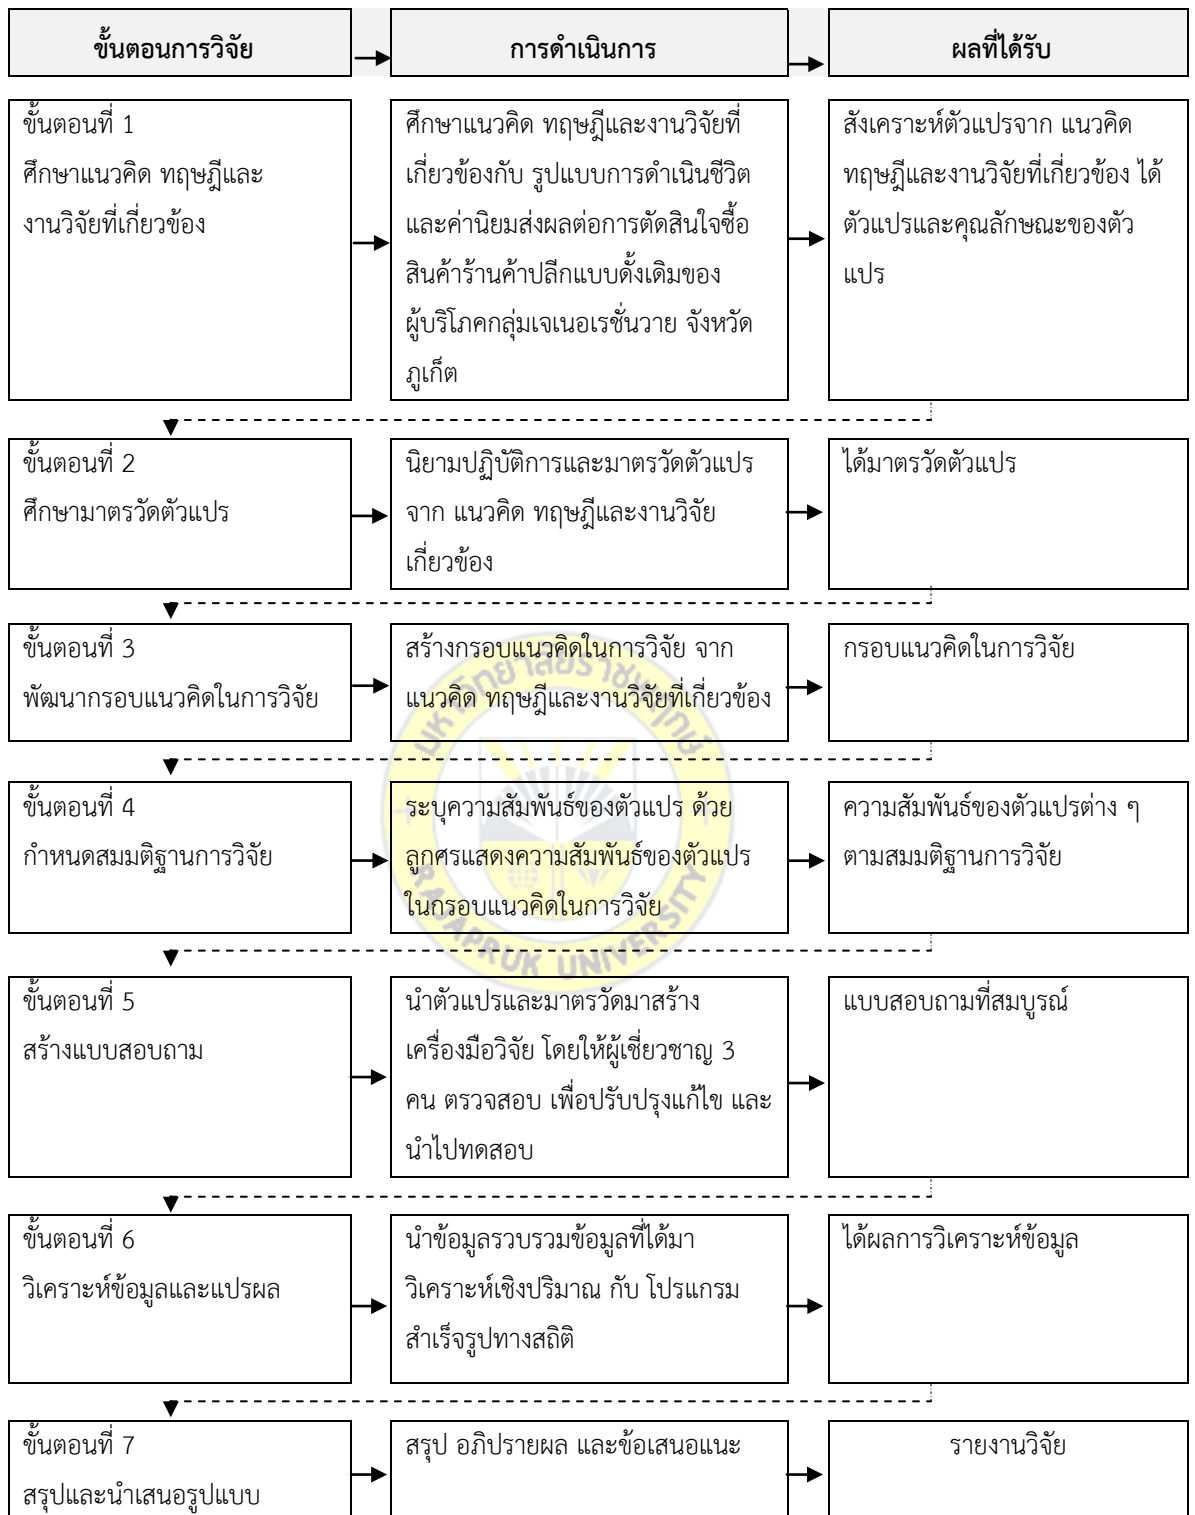 ขั้นตอนการวิจัย
การดำเนินการ
ผลที่ได้รับ
ขั้นตอนที่ 1
ศึกษาแนวคิด ทฤษฎีและ
งานวิจัยที่เกี่ยวข้อง
ศึกษาแนวคิด ทฤษฎีและงานวิจัยที่
เกี่ยวข้องกับ รูปแบบการดำเนินชีวิต
และค่านิยมส่งผลต่อการตัดสินใจซื้อ
สินค้าร้านค้าปลีกแบบดั้งเดิมของ
ผู้บริโภคกลุ่มเจเนอเรชั่นวาย จังหวัด
ภูเก็ต
สังเคราะห์ตัวแปรจาก แนวคิด
ทฤษฎีและงานวิจัยที่เกี่ยวข้อง ได้
ตัวแปรและคุณลักษณะของตัว
แปร
ขั้นตอนที่ 2
ศึกษามาตรวัดตัวแปร
นิยามปฏิบัติการและมาตรวัดตัวแปร
จาก แนวคิด ทฤษฎีและงานวิจัย
เกี่ยวข้อง
ได้มาตรวัดตัวแปร
ขั้นตอนที่ 3
พัฒนากรอบแนวคิดในการวิจัย
สร้างกรอบแนวคิดในการวิจัย จาก
แนวคิด ทฤษฎีและงานวิจัยที่เกี่ยวข้อง
กรอบแนวคิดในการวิจัย
มหาวิทยาลัยราชพฤกษ์
ขั้นตอนที่ 4
กำหนดสมมติฐานการวิจัย
ระบุความสัมพันธ์ของตัวแปร ด้วย
ลูกศรแสดงความสัมพันธ์ของตัวแปร
ในกรอบแนวคิดในการวิจัย
ความสัมพันธ์ของตัวแปรต่าง ๆ
ตามสมมติฐานการวิจัย
RAJAPRUK UNIVERSITY
ขั้นตอนที่ 5
สร้างแบบสอบถาม
นำตัวแปรและมาตรวัดมาสร้าง
เครื่องมือวิจัย โดยให้ผู้เชี่ยวชาญ 3
คน ตรวจสอบ เพื่อปรับปรุงแก้ไข และ
นำไปทดสอบ
แบบสอบถามที่สมบูรณ์
ขั้นตอนที่ 6
วิเคราะห์ข้อมูลและแปรผล
นำข้อมูลรวบรวมข้อมูลที่ได้มา
วิเคราะห์เชิงปริมาณ กับ โปรแกรม
สำเร็จรูปทางสถิติ
ได้ผลการวิเคราะห์ข้อมูล
ขั้นตอนที่ 7
สรุปและนำเสนอรูปแบบ
สรุป อภิปรายผล และข้อเสนอแนะ
รายงานวิจัย